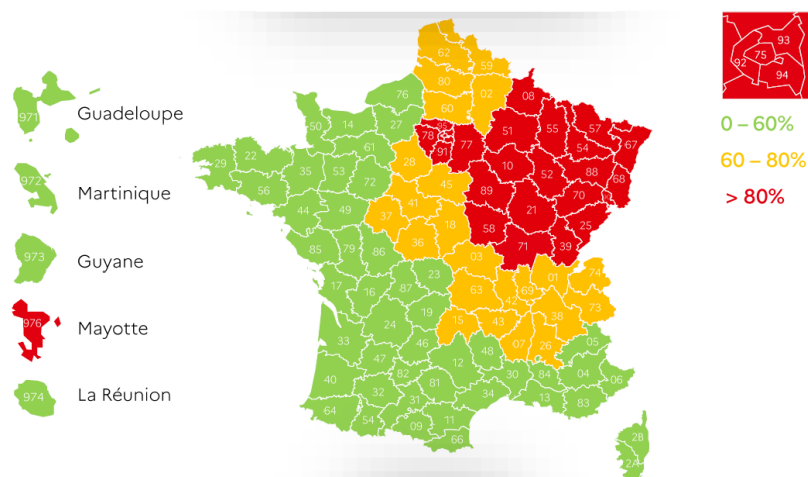 971 Guadeloupe
972 Martinique
973 Guyane
976 Mayotte
974 La Réunion
62 59
80 02
60
76 08
50 14 27 95 51 55 57 67
78 77 54
61 91
29 22 28 10 88 68
35 53 52
56 72 45 89 70
41 21
44 49 37 18 58 25
36 71 39
85 79 86 03
01 74
17 16 87 23 63 69
42 73
19 38
24 15 43
33 46 07 26 05
48
47 12
82 30 84 04 06
40 32 81 34 13 83
31
64 54 11
09
66 2B
2A
93
92 75
94
0 – 60%
60 – 80%
> 80%